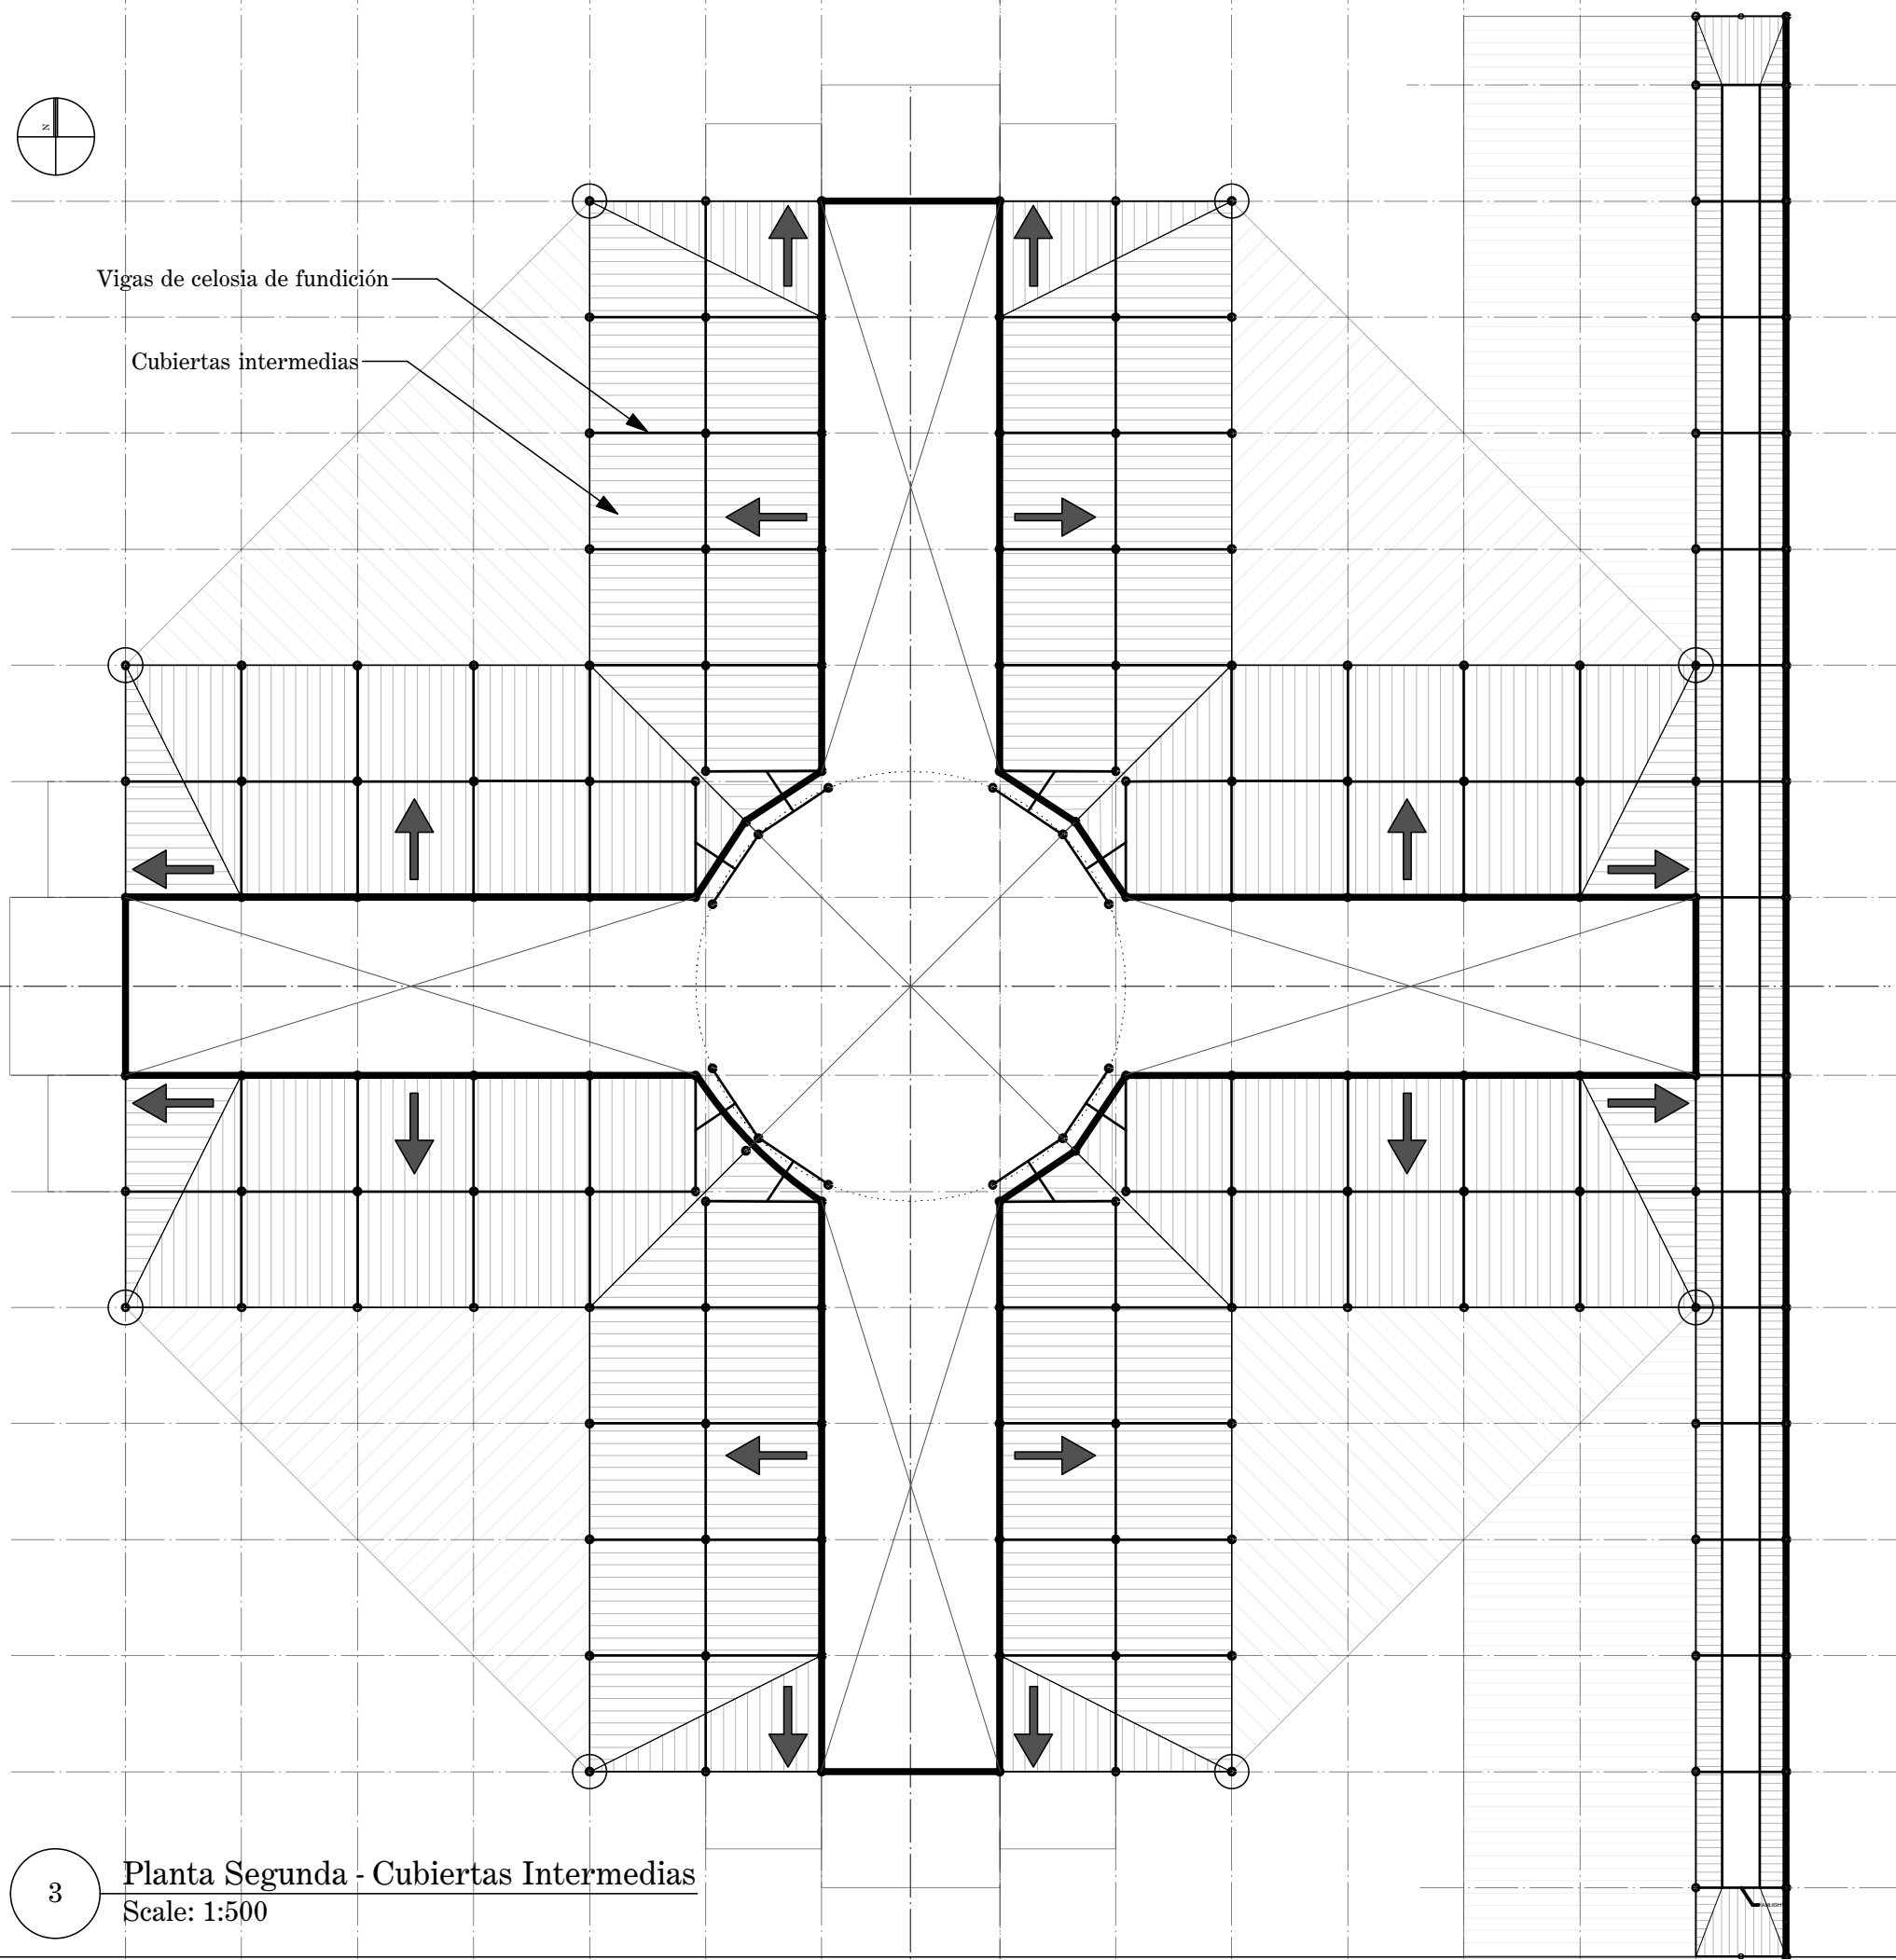 N
Vigas de celosia de fundición
Cubiertas intermedias
3
Planta Segunda - Cubiertas Intermedias
Scale: 1:500